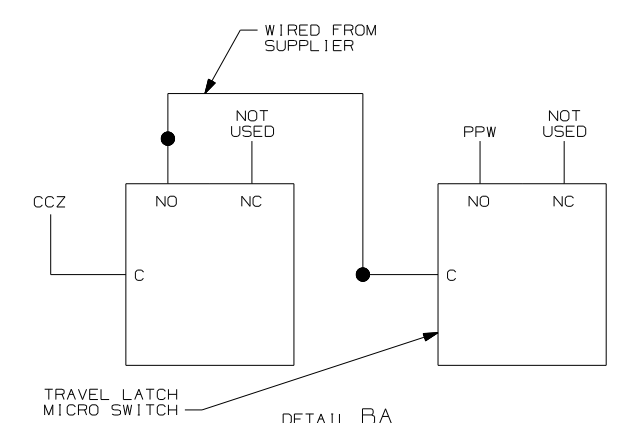 WIRED FROM
SUPPLIER
NOT
USED
PPW
NOT
USED
CCZ
NO
NC
NO
NC
C
C
TRAVEL LATCH
MICRO SWITCH
DETAIL BA